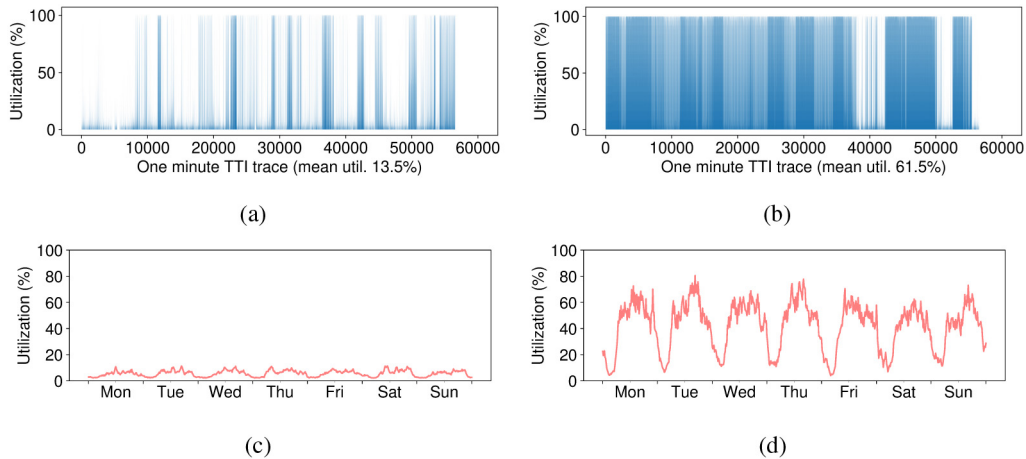 100
50
0
Utilization (%)
0 10000 20000 30000 40000 50000 60000
One minute TTI trace (mean util. 13.5%)
(a)
100
50
0
Utilization (%)
0 10000 20000 30000 40000 50000 60000
One minute TTI trace (mean util. 61.5%)
(b)
100
80
60
40
20
0
Utilization (%)
Mon Tue Wed Thu Fri Sat Sun
(c)
100
80
60
40
20
0
Utilization (%)
Mon Tue Wed Thu Fri Sat Sun
(d)